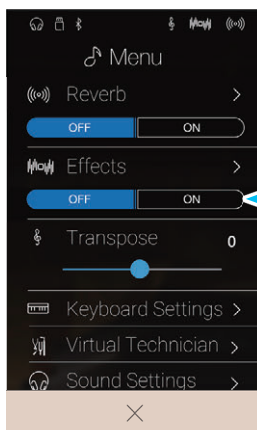 Menu
Reverb
OFF ON
Effects
OFF ON
Transpose 0
Keyboard Settings
Virtual Technician
Sound Settings